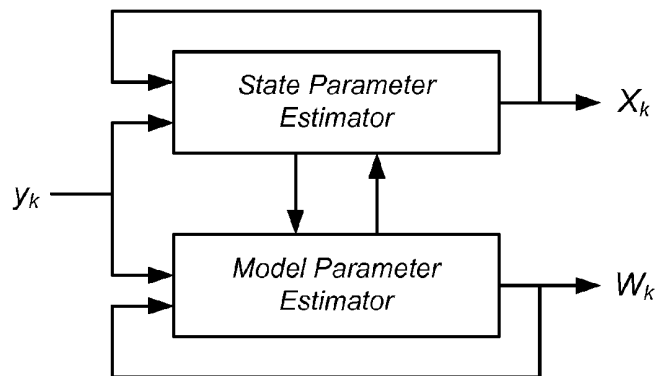 State Parameter
Estimator
X_k
y_k
Model Parameter
Estimator
W_k